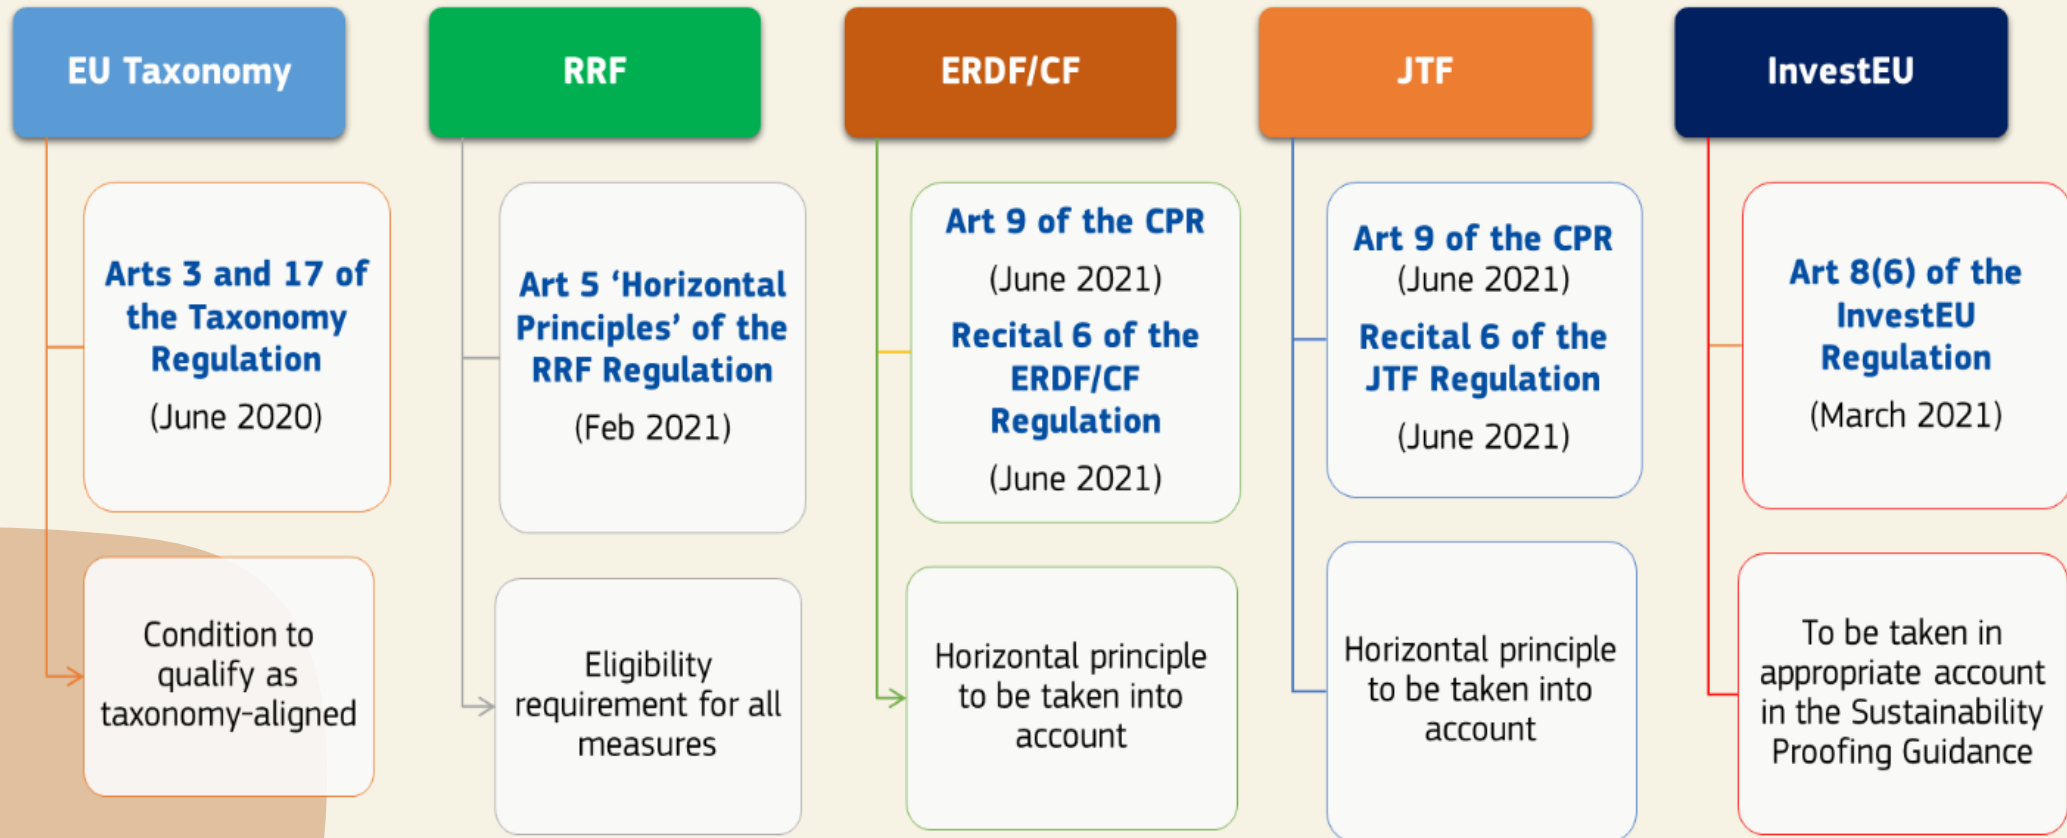 EU Taxonomy
Arts 3 and 17 of
the Taxonomy
Regulation
(June 2020)
Condition to
qualify as
taxonomy-aligned
RRF
Art 5 ‘Horizontal
Principles’ of the
RRF Regulation
(Feb 2021)
Eligibility
requirement for all
measures
ERDF/CF
Art 9 of the CPR
(June 2021)
Recital 6 of the
ERDF/CF
Regulation
(June 2021)
Horizontal principle
to be taken into
account
JTF
Art 9 of the CPR
(June 2021)
Recital 6 of the
JTF Regulation
(June 2021)
Horizontal principle
to be taken into
account
InvestEU
Art 8(6) of the
InvestEU
Regulation
(March 2021)
To be taken in
appropriate account
in the Sustainability
Proofing Guidance